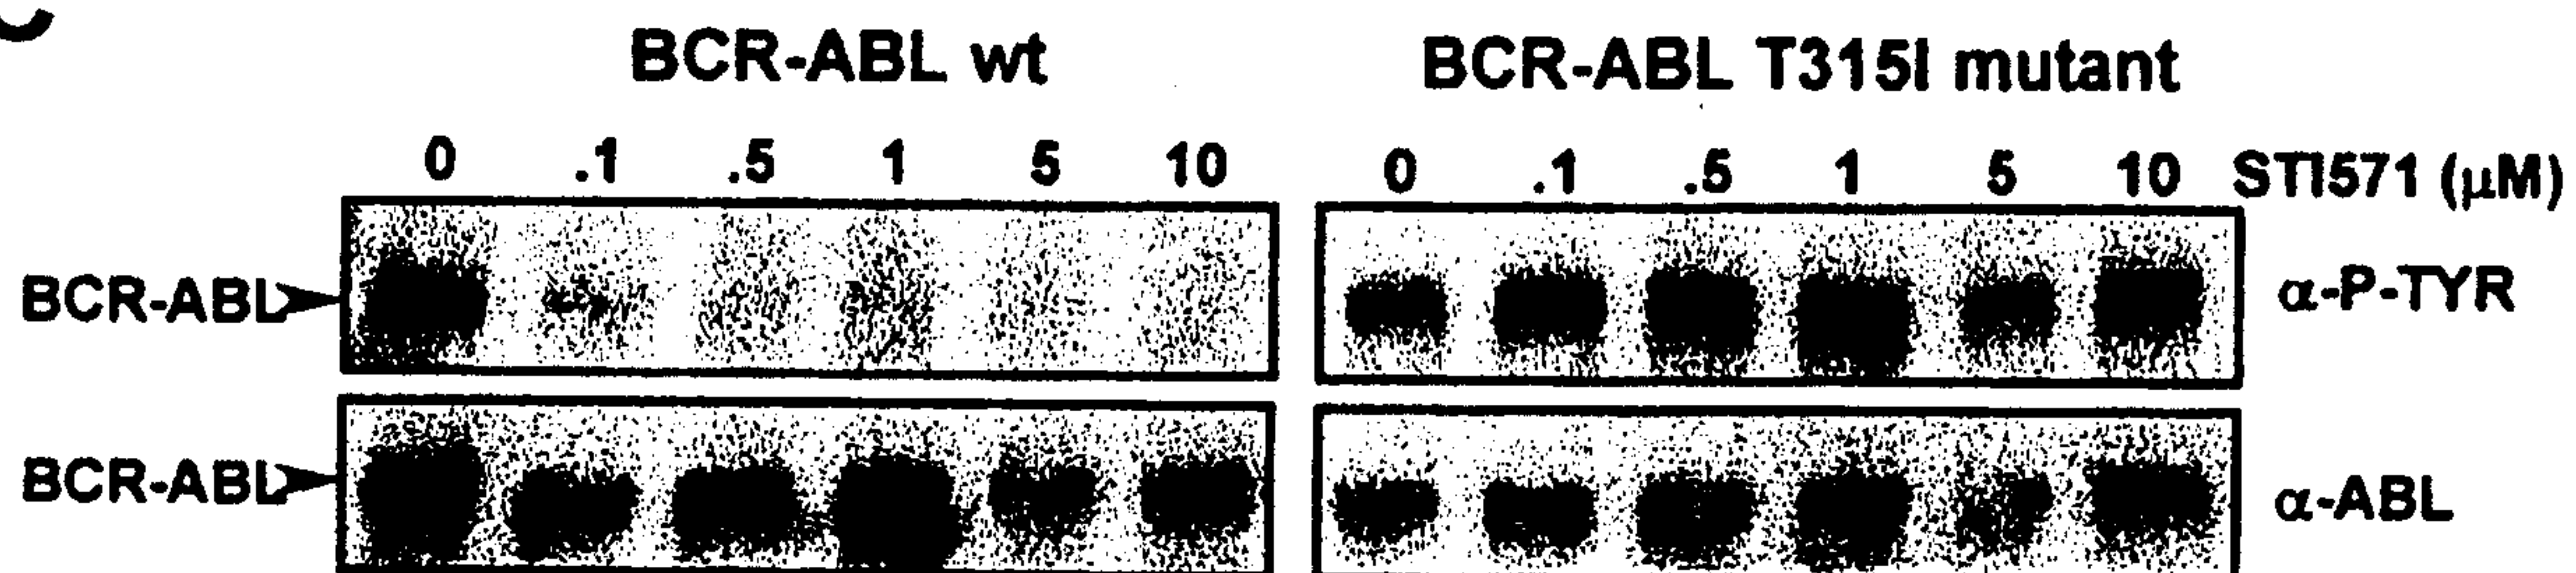 BCR-ABL wt
BCR-ABL T315I mutant
0 .1 .5 1 5 10
0 .1 .5 1 5 10 STI571 (μM)
BCR-ABL
α-P-TYR
BCR-ABL
α-ABL